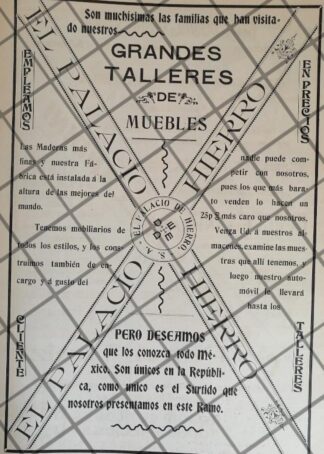 Son muchisimas las familias que han visita-
do nuestros
GRANDES
TALLERES
DE
MUEBLES
EMPLEAMOS
Las Maderas más
finas y nuestra Fá-
brica está instalada á la
altura de las mejores del
mundo.
Tenemos mobiliarios de
todos los estilos, y los cons-
truimos también de en-
cargo y á gusto del
CLIENTE
EN PRECIOS
nadie puede com-
petir con nosotros,
pues los que más bara-
to venden lo hacen un
25p más caro que nosotros.
Venga Ud. a nuestros al-
macenes, examine las mues-
tras que allí tenemos, y
luego nuestro auto-
móvil le llevará
hasta los
TALLERES
EL PALACIO
HIERRO
EL PALACIO DE HIERRO, S. A.
DE
EL PALACIO
HIERRO
PERO DESEAMOS
que los conozca todo Mé-
xico. Son únicos en la Repúbli-
ca, como unico es el Surtido que
nosotros presentamos en este Ramo.